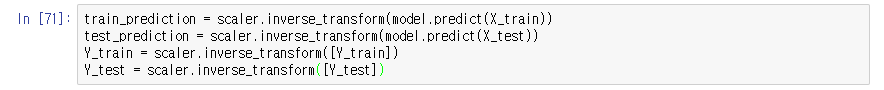 In [71]:
train_prediction = scaler.inverse_transform(model.predict(X_train))
test_prediction = scaler.inverse_transform(model.predict(X_test))
Y_train = scaler.inverse_transform([Y_train])
Y_test = scaler.inverse_transform([Y_test])